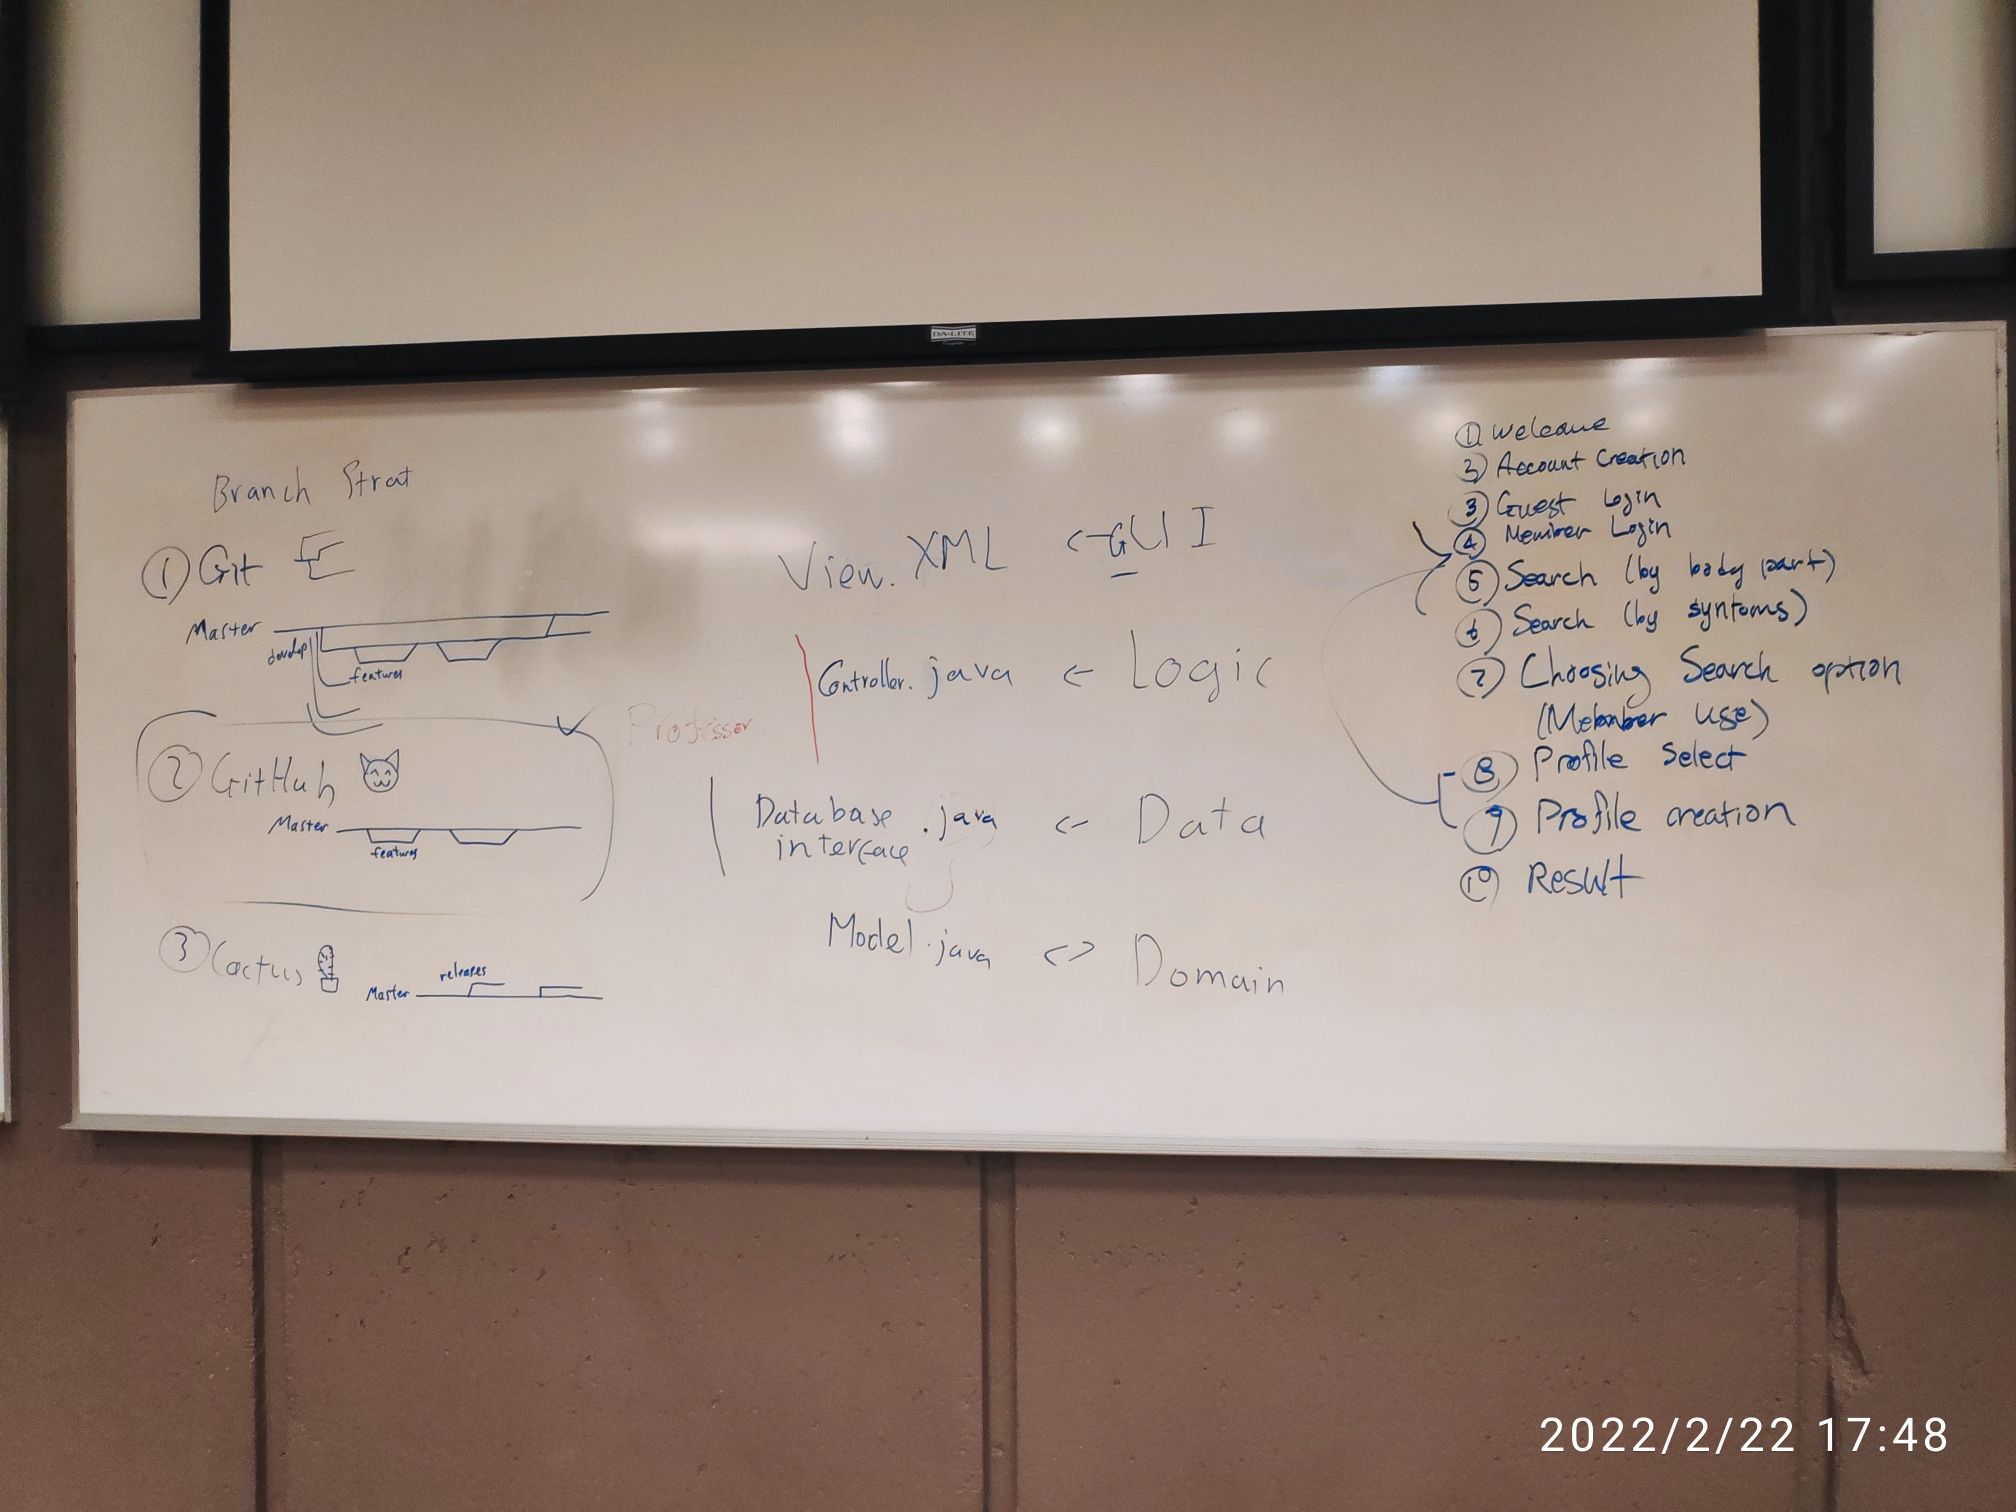 DA-LITE
Branch Strat
① Git
Master
develop
features
② GitHub
Master
features
③ Cactus
releases
Master
Professor
View. XML <- GUI
Controller. java <- Logic
Database
interface . java <- Data
Model. java <> Domain
① Welcome
2) Account Creation
③ Guest Login
④ Member Login
⑤ Search (by body part)
⑥ Search (by syntoms)
⑦ Choosing Search option
(Member use)
⑧ Profile Select
⑨ Profile creation
⑩ Result
2022/2/22 17:48